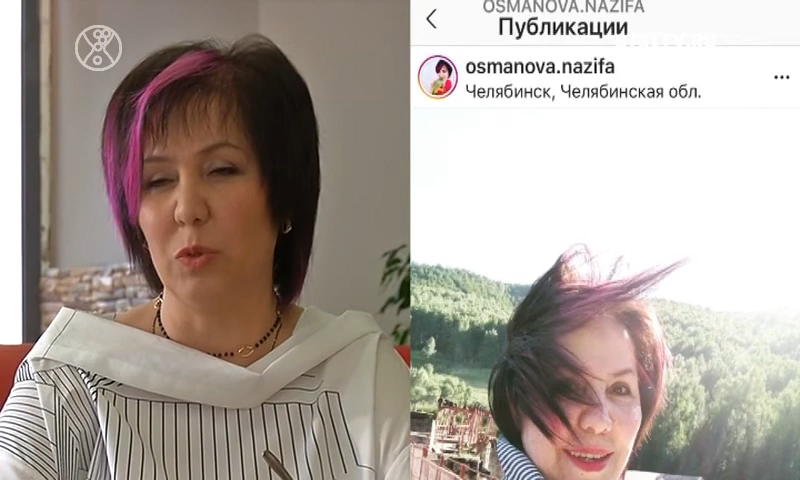 OSMANOVA.NAZIFA
Публикации
osmanova.nazifa
Челябинск, Челябинская обл.